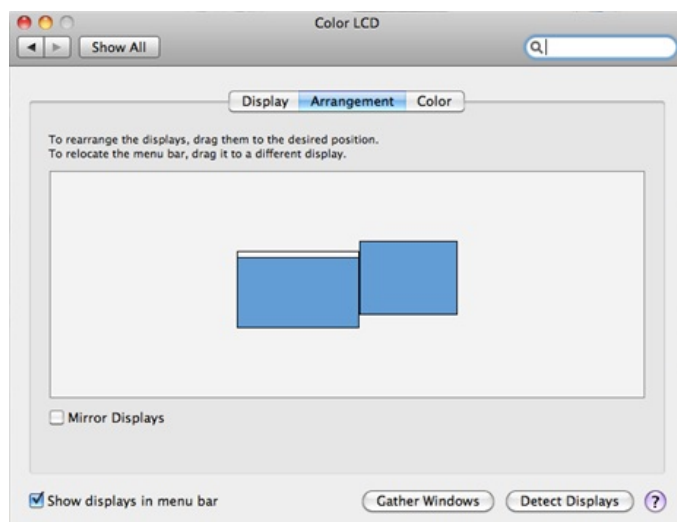 Color LCD
Show All
Display Arrangement Color
To rearrange the displays, drag them to the desired position.
To relocate the menu bar, drag it to a different display.
Mirror Displays
Show displays in menu bar Gather Windows Detect Displays ?